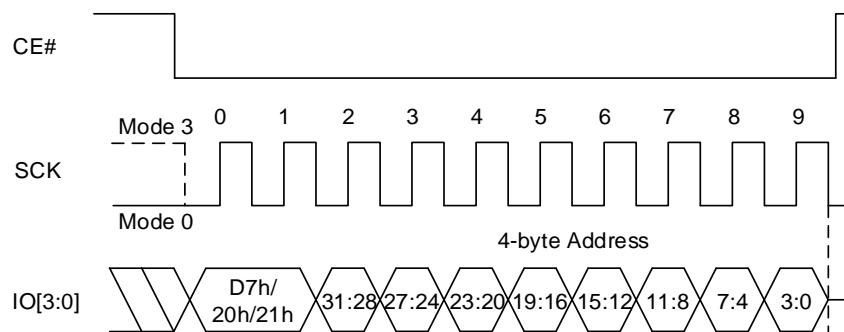 CE#
Mode 3
0 1 2 3 4 5 6 7 8 9
SCK
Mode 0
4-byte Address
IO[3:0]
D7h/
20h/21h
31:28 27:24 23:20 19:16 15:12 11:8 7:4 3:0